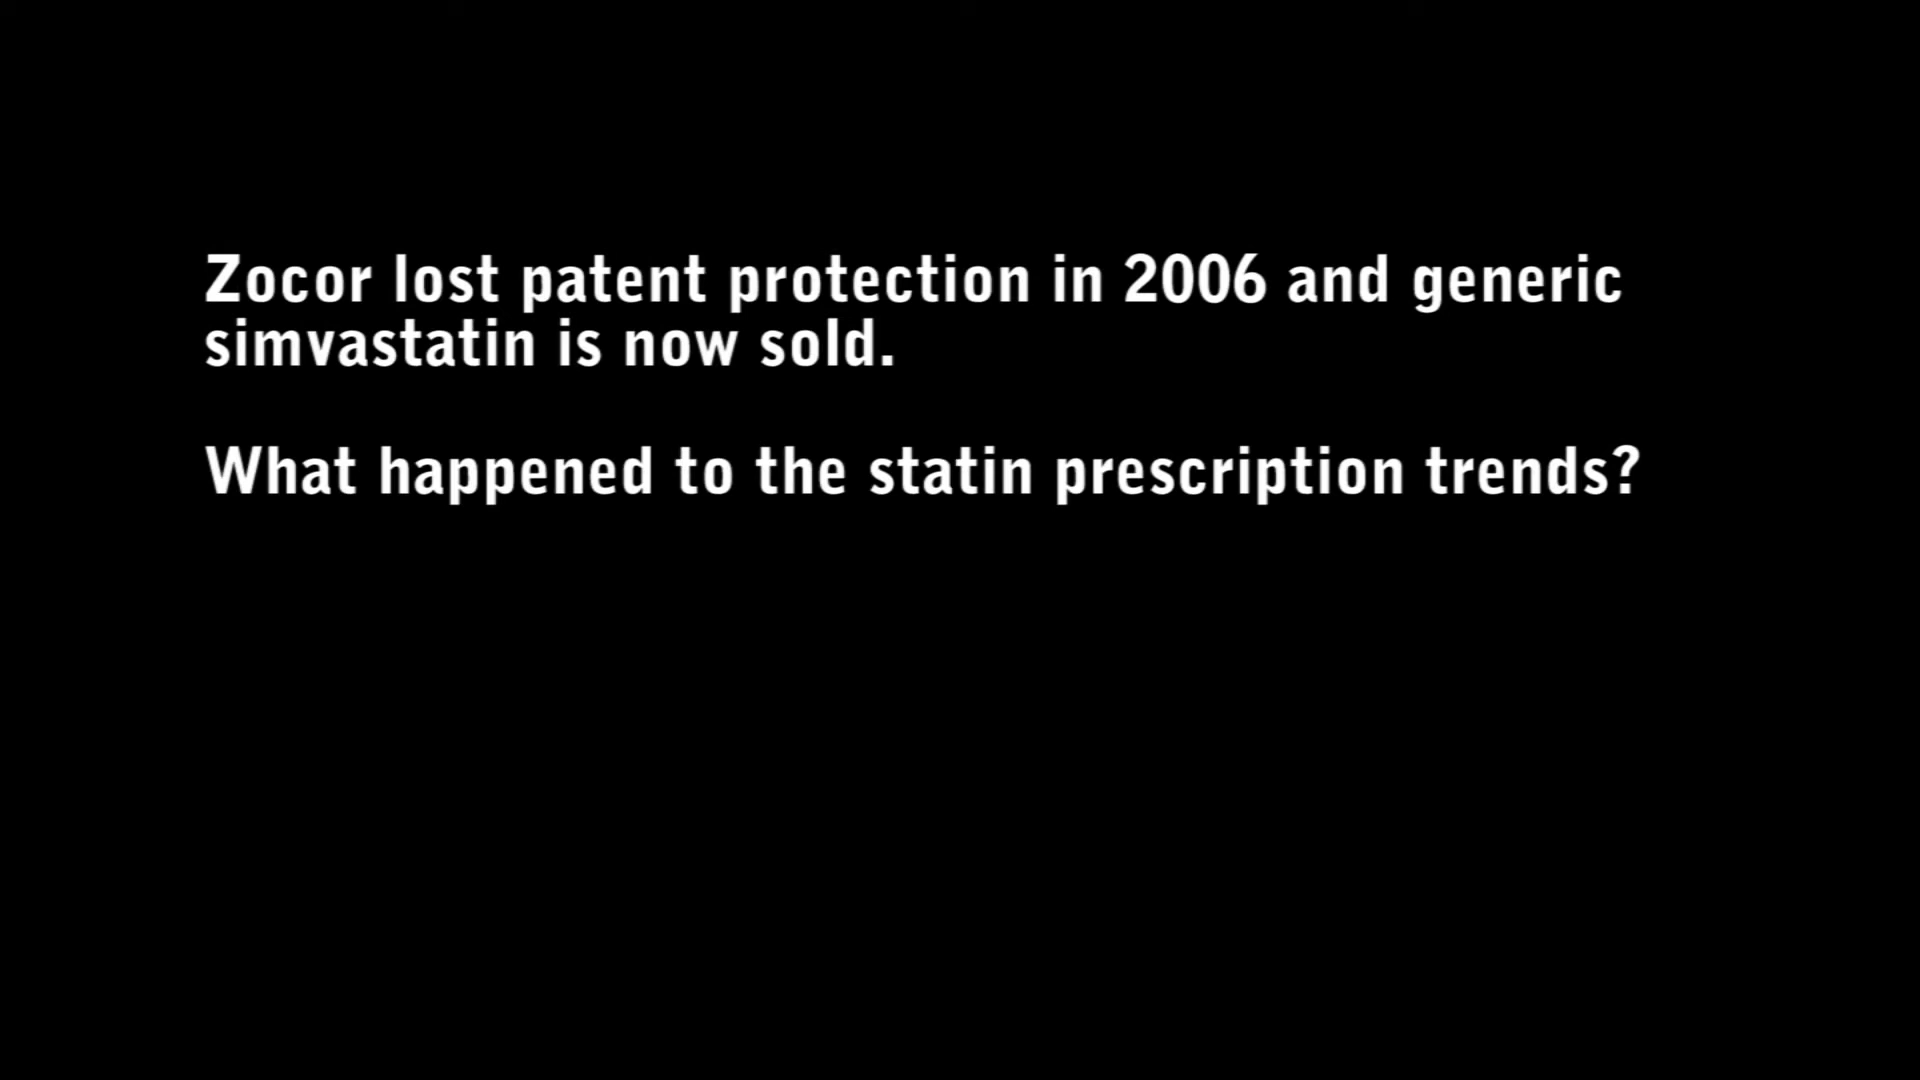 Zocor lost patent protection in 2006 and generic
simvastatin is now sold.
What happened to the statin prescription trends?